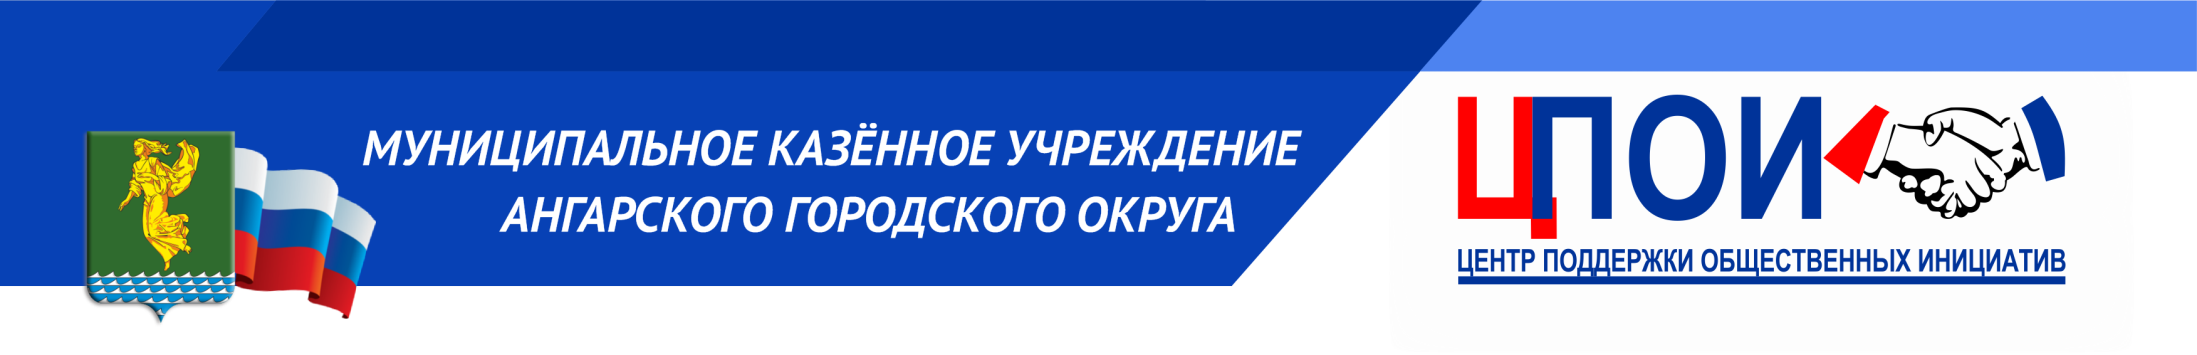 МУНИЦИПАЛЬНОЕ КАЗЁННОЕ УЧРЕЖДЕНИЕ
АНГАРСКОГО ГОРОДСКОГО ОКРУГА
ЦПОИ
ЦЕНТР ПОДДЕРЖКИ ОБЩЕСТВЕННЫХ ИНИЦИАТИВ